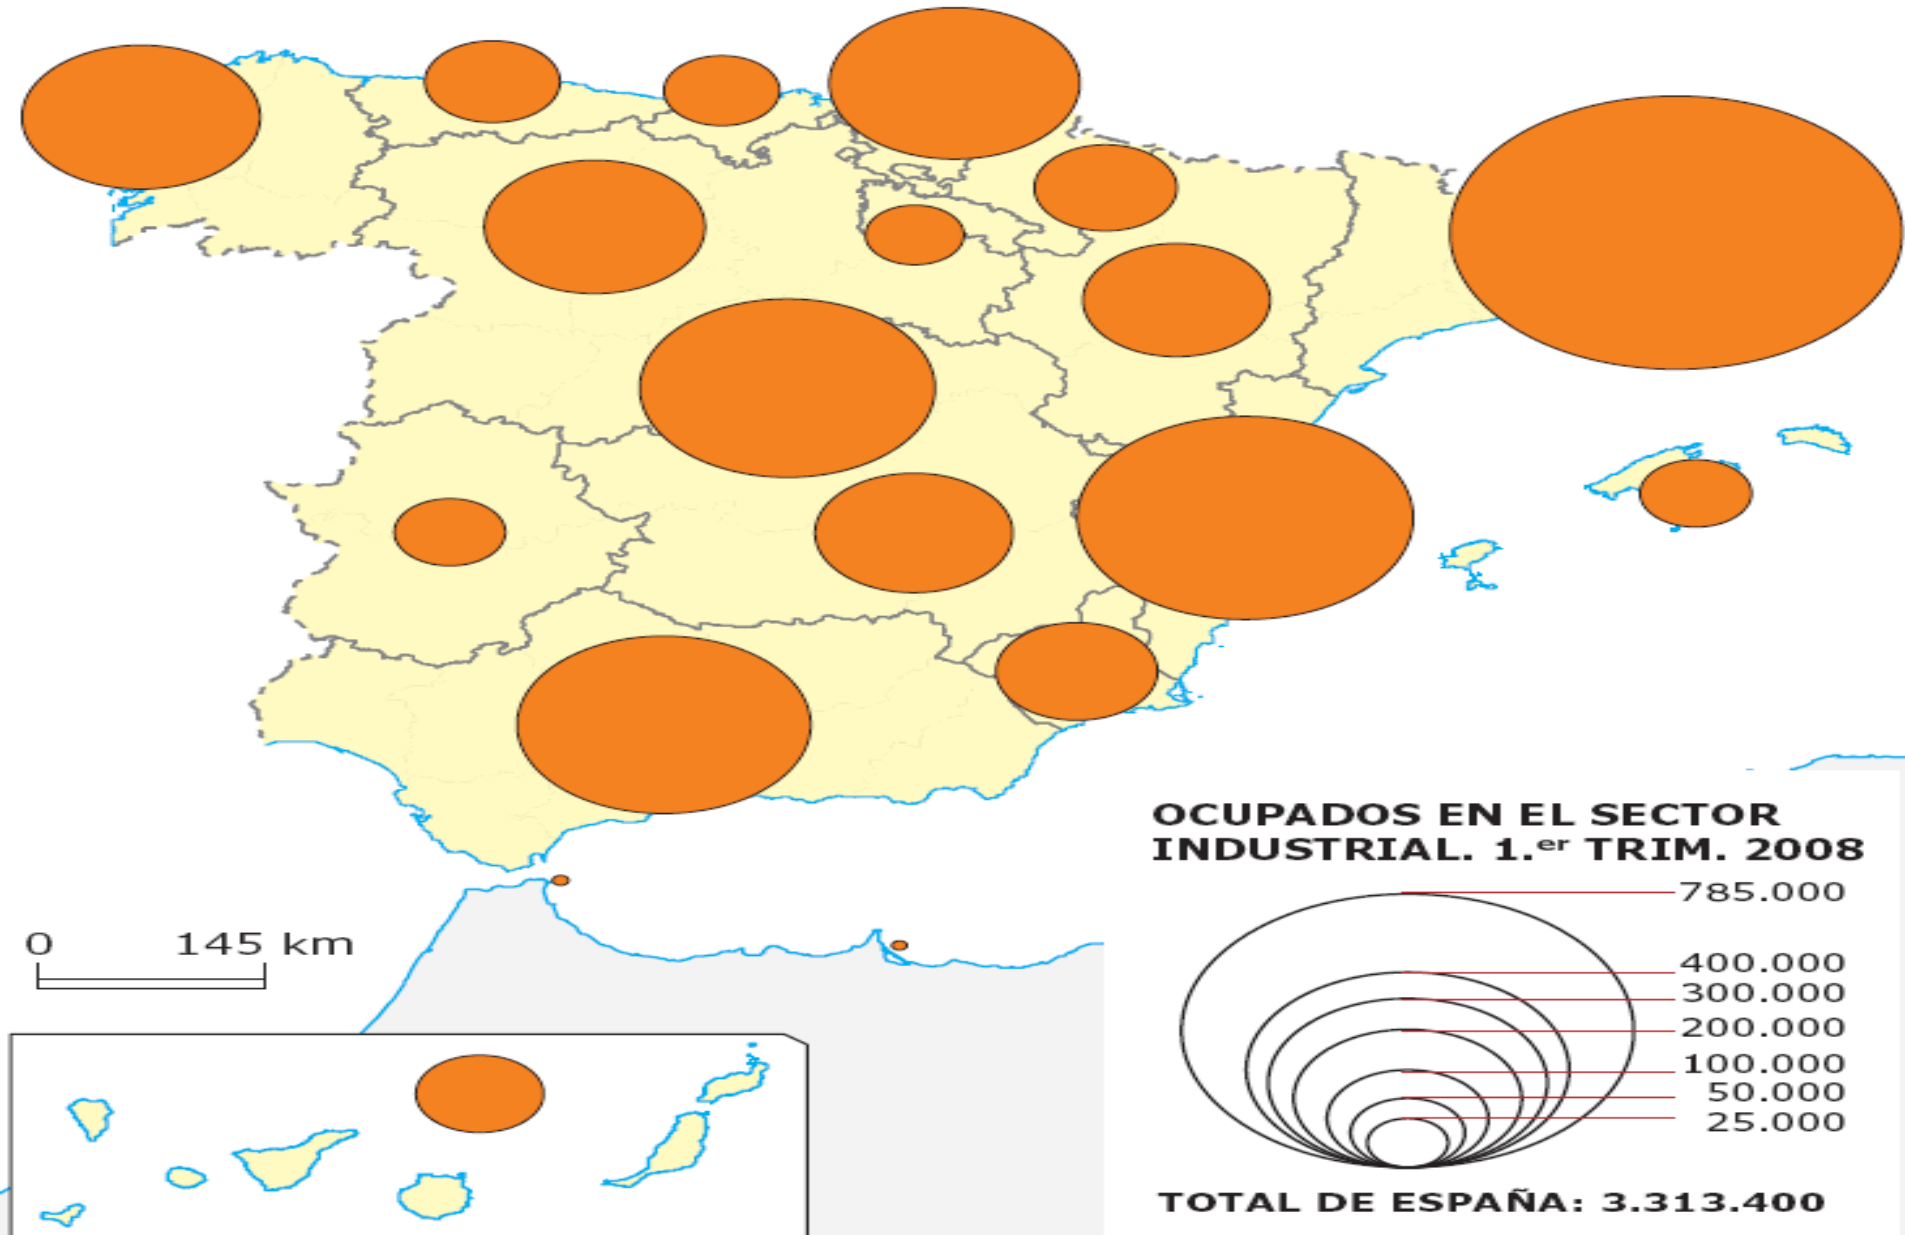 OCUPADOS EN EL SECTOR
INDUSTRIAL. 1.er TRIM. 2008
785.000
400.000
300.000
200.000
100.000
50.000
25.000
TOTAL DE ESPAÑA: 3.313.400
0 145 km